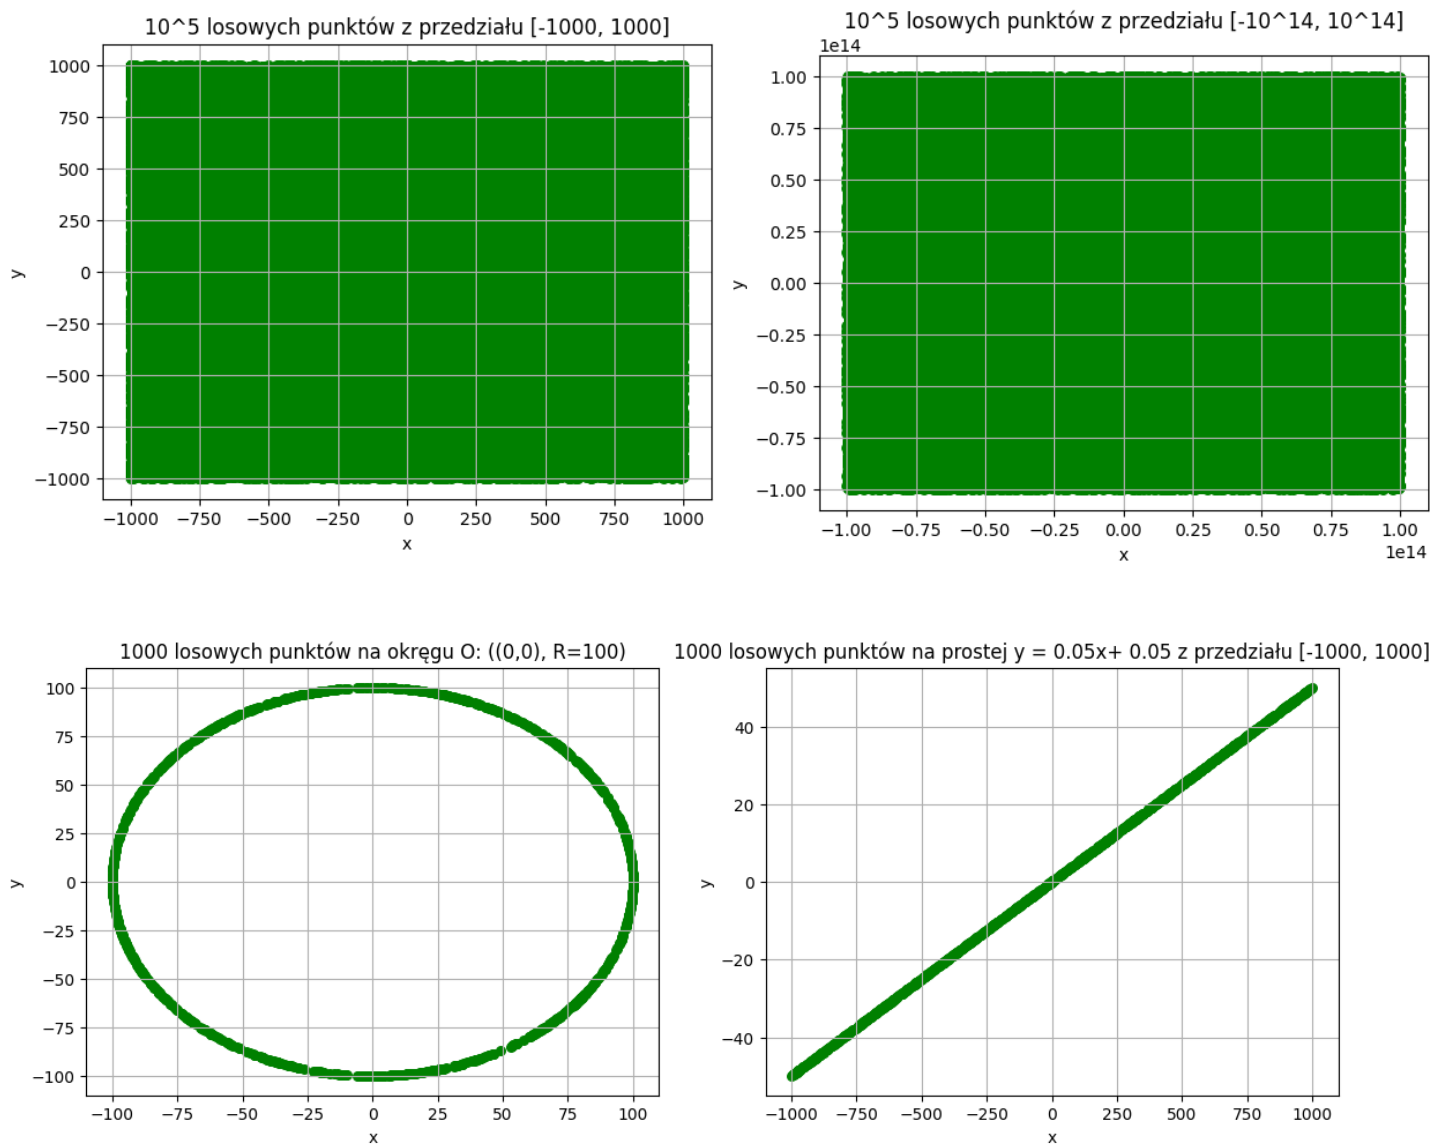 10^5 losowych punktów z przedziału [-1000, 1000]
1000
750
500
250
0
−250
−500
−750
−1000
y
−1000 −750 −500 −250 0 250 500 750 1000
x
10^5 losowych punktów z przedziału [-10^14, 10^14]
1e14
1.00
0.75
0.50
0.25
0.00
−0.25
−0.50
−0.75
−1.00
y
−1.00 −0.75 −0.50 −0.25 0.00 0.25 0.50 0.75 1.00
1e14
x
1000 losowych punktów na okręgu O: ((0,0), R=100)
100
75
50
25
0
−25
−50
−75
−100
y
−100 −75 −50 −25 0 25 50 75 100
x
1000 losowych punktów na prostej y = 0.05x+ 0.05 z przedziału [-1000, 1000]
40
20
0
−20
−40
y
−1000 −750 −500 −250 0 250 500 750 1000
x